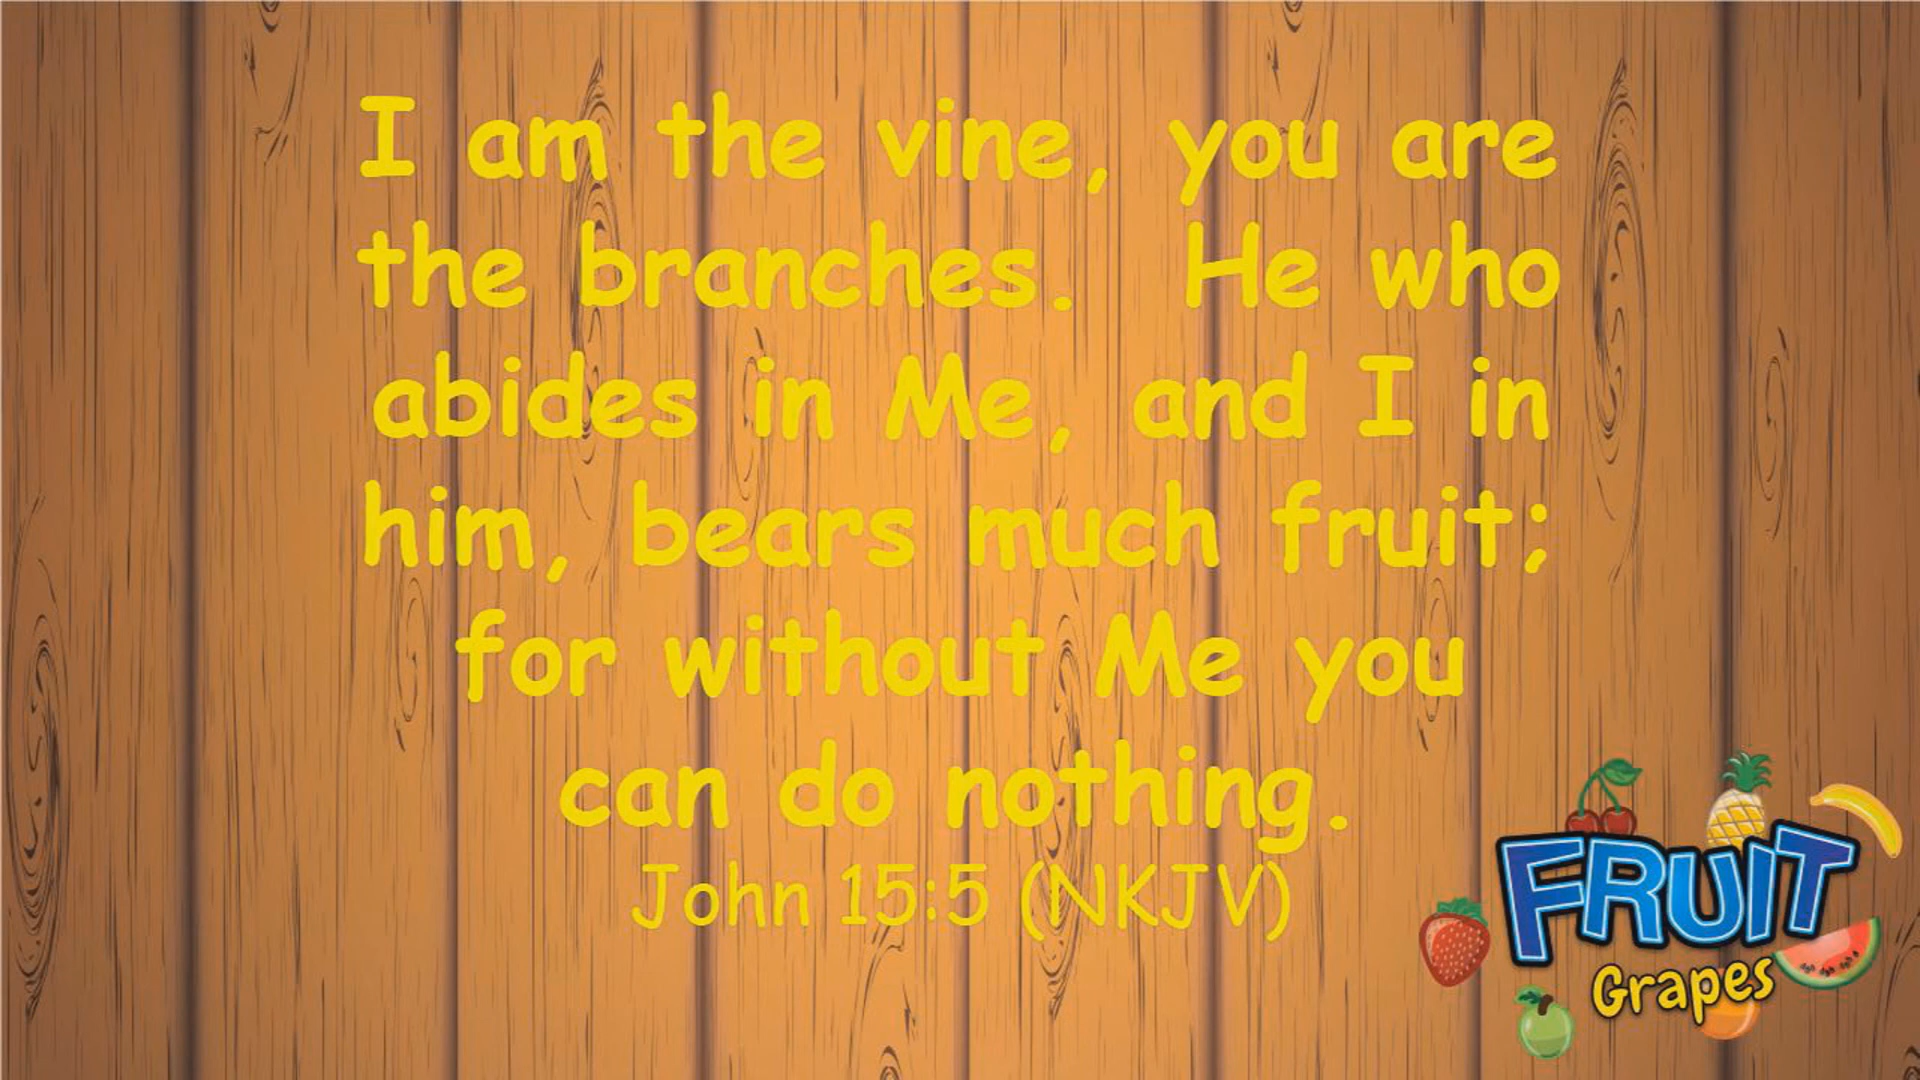 I am the vine, you are
the branches.  He who
abides in Me, and I in
him, bears much fruit;
for without Me you
can do nothing.
John 15:5 (NKJV)
FRUIT
Grapes